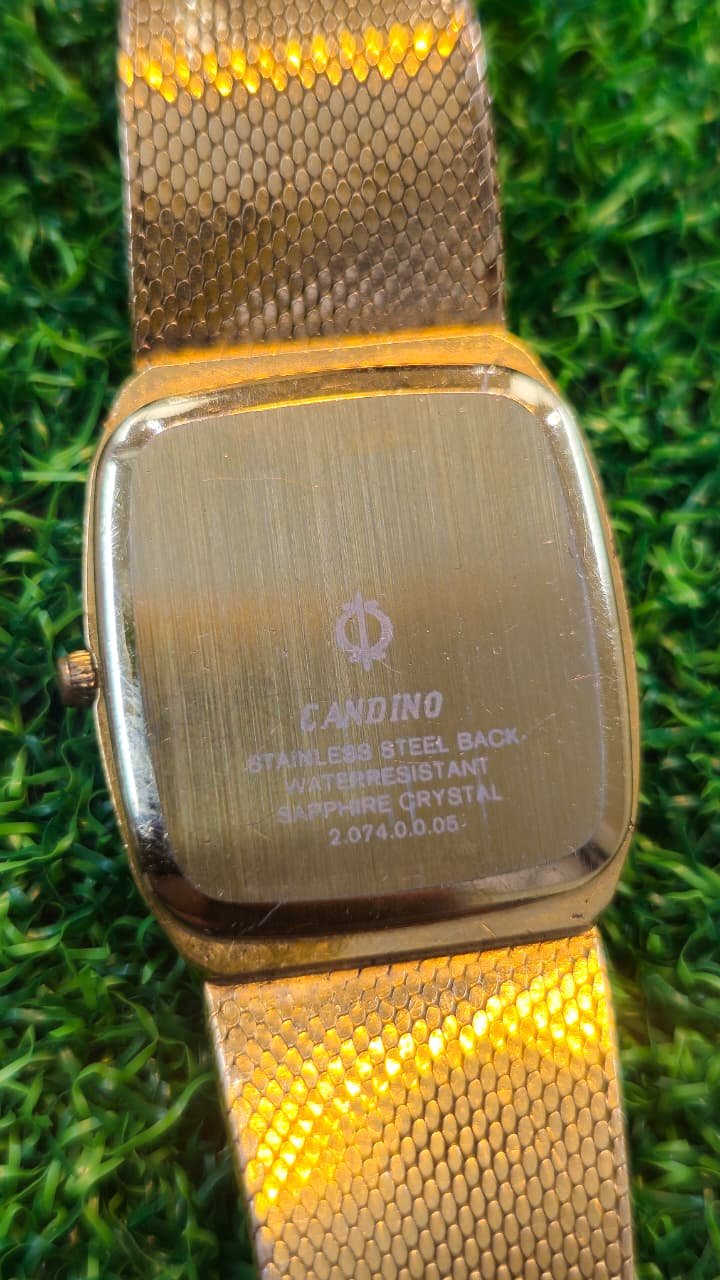 CANDINO
STAINLESS STEEL BACK
WATERRESISTANT
SAPPHIRE CRYSTAL
2.074.0.0.05